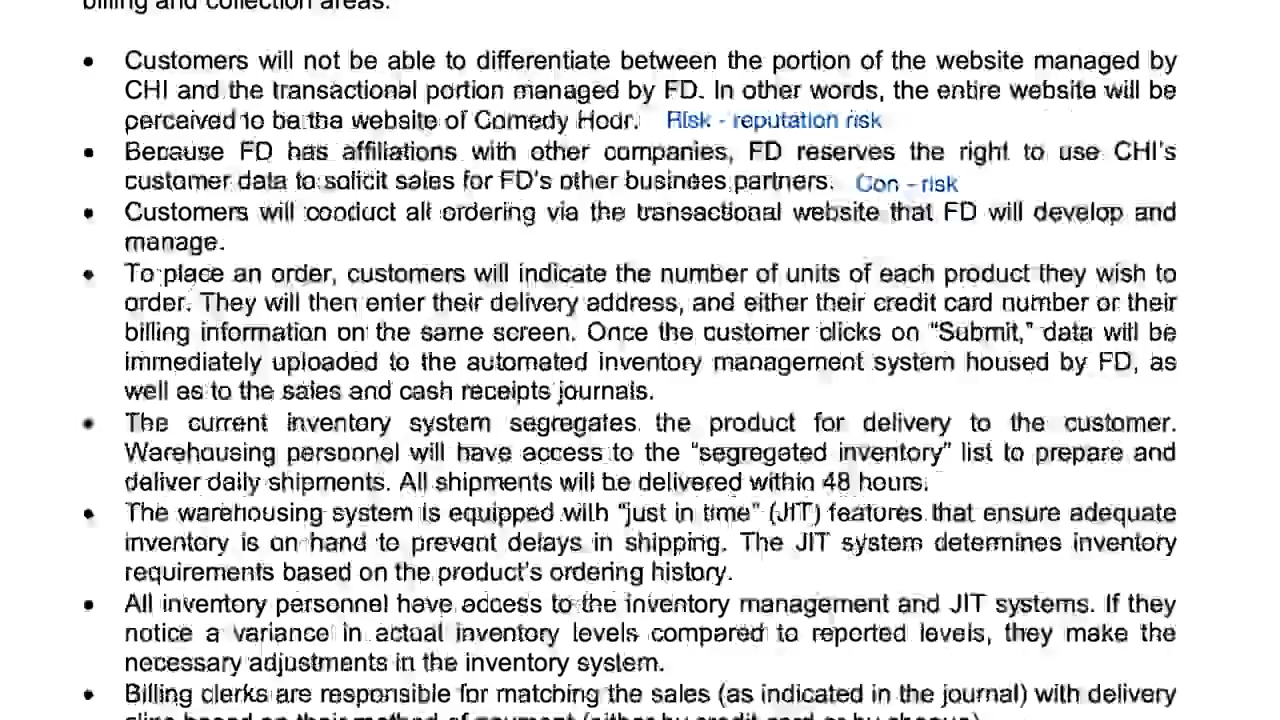 billing and collection areas.
• Customers will not be able to differentiate between the portion of the website managed by
CHI and the transactional portion managed by FD. In other words, the entire website will be
perceived to be the website of Comedy Hour. Risk - reputation risk
• Because FD has affiliations with other companies, FD reserves the right to use CHI's
customer data to solicit sales for FD's other business partners. Con - risk
• Customers will conduct all ordering via the transactional website that FD will develop and
manage.
• To place an order, customers will indicate the number of units of each product they wish to
order. They will then enter their delivery address, and either their credit card number or their
billing information on the same screen. Once the customer clicks on “Submit,” data will be
immediately uploaded to the automated inventory management system housed by FD, as
well as to the sales and cash receipts journals.
• The current inventory system segregates the product for delivery to the customer.
Warehousing personnel will have access to the “segregated inventory” list to prepare and
deliver daily shipments. All shipments will be delivered within 48 hours.
• The warehousing system is equipped with “just in time” (JIT) features that ensure adequate
inventory is on hand to prevent delays in shipping. The JIT system determines inventory
requirements based on the product's ordering history.
• All inventory personnel have access to the inventory management and JIT systems. If they
notice a variance in actual inventory levels compared to reported levels, they make the
necessary adjustments in the inventory system.
• Billing clerks are responsible for matching the sales (as indicated in the journal) with delivery
slips based on their method of payment (either by credit card or by cheque).